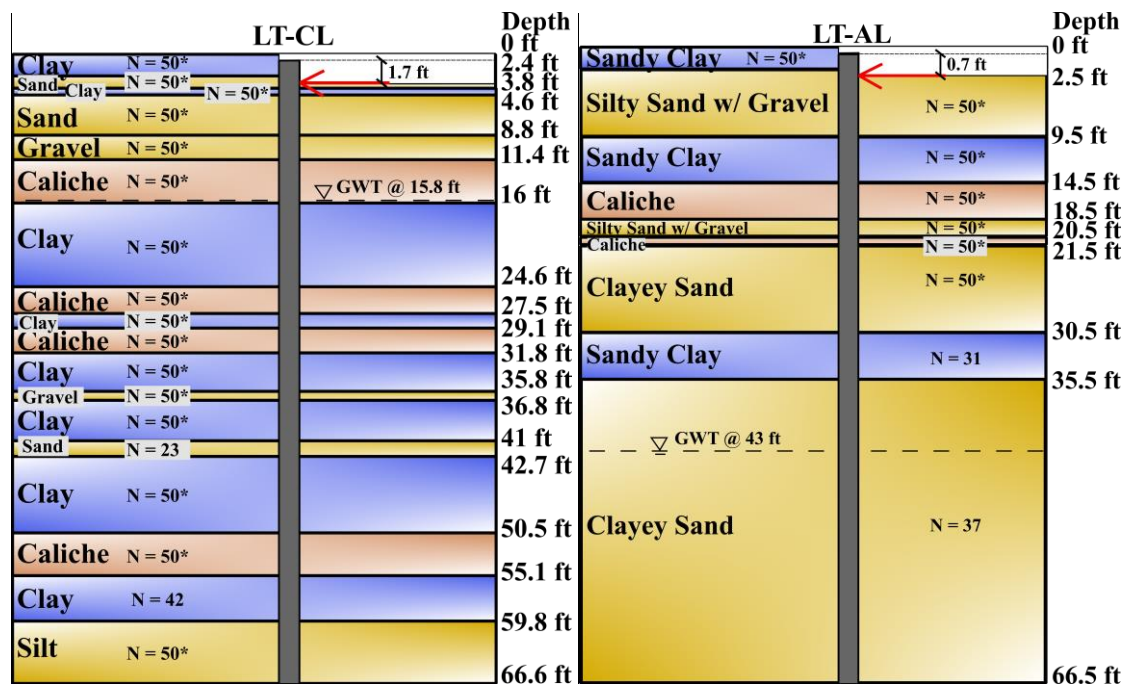 LT-CL
Depth
0 ft
Clay N = 50*
2.4 ft
1.7 ft
Sand N = 50*
3.8 ft
Clay N = 50*
4.6 ft
Sand N = 50*
8.8 ft
Gravel N = 50*
11.4 ft
Caliche N = 50*
GWT @ 15.8 ft
16 ft
Clay N = 50*
24.6 ft
Caliche N = 50*
27.5 ft
Clay N = 50*
29.1 ft
Caliche N = 50*
31.8 ft
Clay N = 50*
35.8 ft
Gravel N = 50*
36.8 ft
Clay N = 50*
41 ft
Sand N = 23
42.7 ft
Clay N = 50*
50.5 ft
Caliche N = 50*
55.1 ft
Clay N = 42
59.8 ft
Silt N = 50*
66.6 ft
LT-AL
Depth
0 ft
Sandy Clay N = 50*
0.7 ft
2.5 ft
Silty Sand w/ Gravel N = 50*
9.5 ft
Sandy Clay N = 50*
14.5 ft
Caliche N = 50*
18.5 ft
Silty Sand w/ Gravel N = 50*
20.5 ft
Caliche N = 50*
21.5 ft
Clayey Sand N = 50*
30.5 ft
Sandy Clay N = 31
35.5 ft
GWT @ 43 ft
Clayey Sand N = 37
66.5 ft